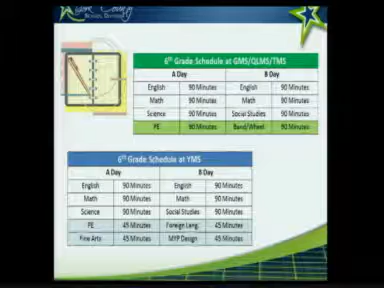 County
School District
6th Grade Schedule at GMS/QLMS/TMS
A Day B Day
English 90 Minutes English 90 Minutes
Math 90 Minutes Math 90 Minutes
Science 90 Minutes Social Studies 90 Minutes
PE 90 Minutes Band/Wheel 90 Minutes
6th Grade Schedule at YMS
A Day B Day
English 90 Minutes English 90 Minutes
Math 90 Minutes Math 90 Minutes
Science 90 Minutes Social Studies 90 Minutes
PE 45 Minutes Foreign Lang. 45 Minutes
Fine Arts 45 Minutes MYP Design 45 Minutes